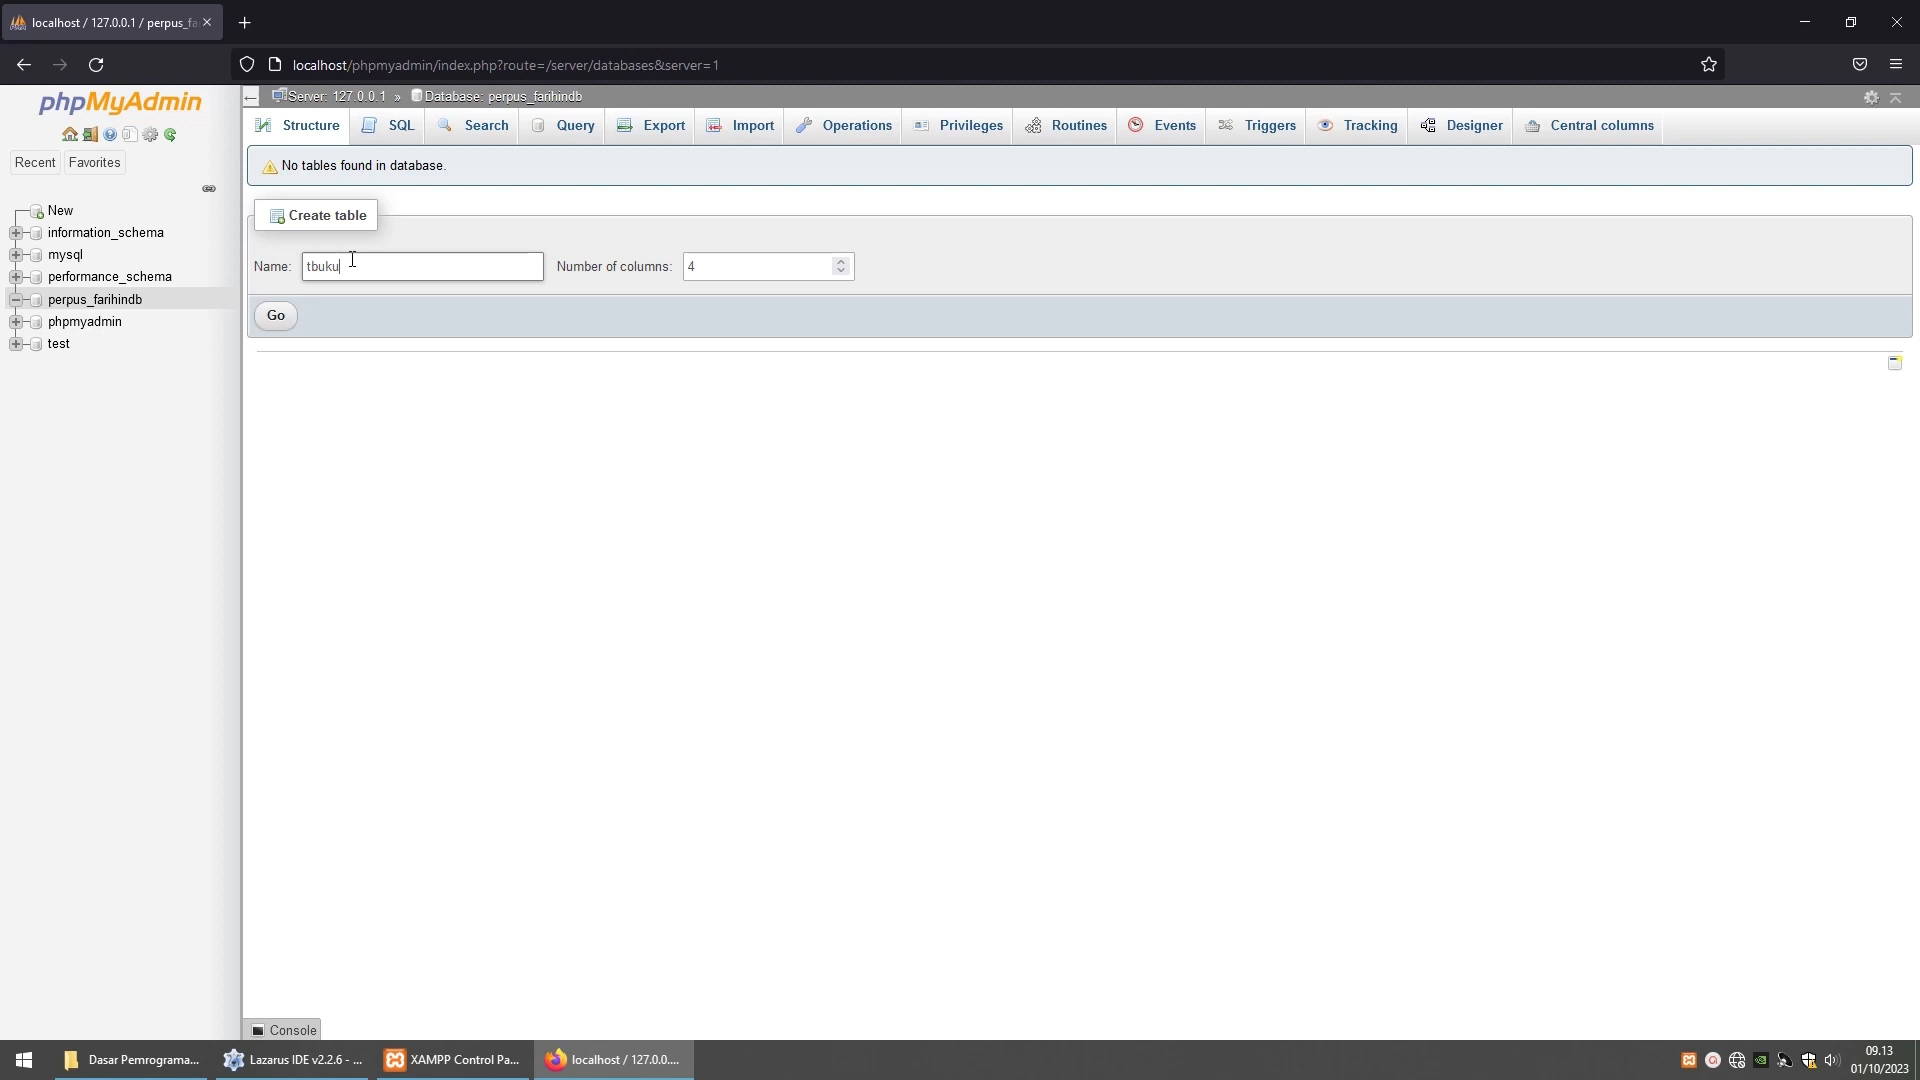 localhost / 127.0.0.1 / perpus_fa
localhost/phpmyadmin/index.php?route=/server/databases&server=1
phpMyAdmin
Server: 127.0.0.1 » Database: perpus_farihindb
Structure SQL Search Query Export Import Operations Privileges Routines Events Triggers Tracking Designer Central columns
Recent Favorites
No tables found in database.
New
information_schema
mysql
performance_schema
perpus_farihindb
phpmyadmin
test
Create table
Name: tbuku Number of columns: 4
Go
Console
Dasar Pemrograma... Lazarus IDE v2.2.6 - ... XAMPP Control Pa... localhost / 127.0.0....
09.13
01/10/2023